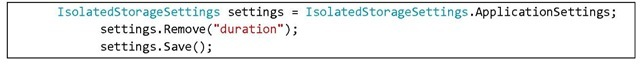 IsolatedStorageSettings settings = IsolatedStorageSettings.ApplicationSettings;
settings.Remove("duration");
settings.Save();